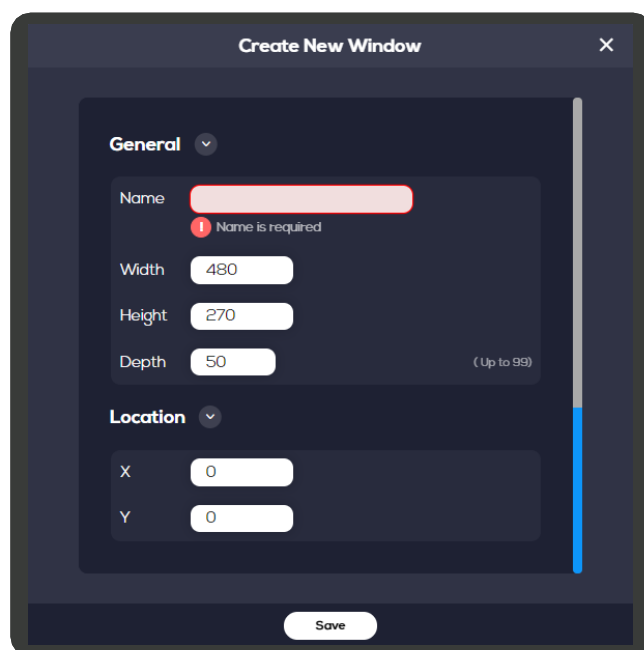 Create New Window
General
Name
! Name is required
Width 480
Height 270
Depth 50 (Up to 99)
Location
X 0
Y 0
Save